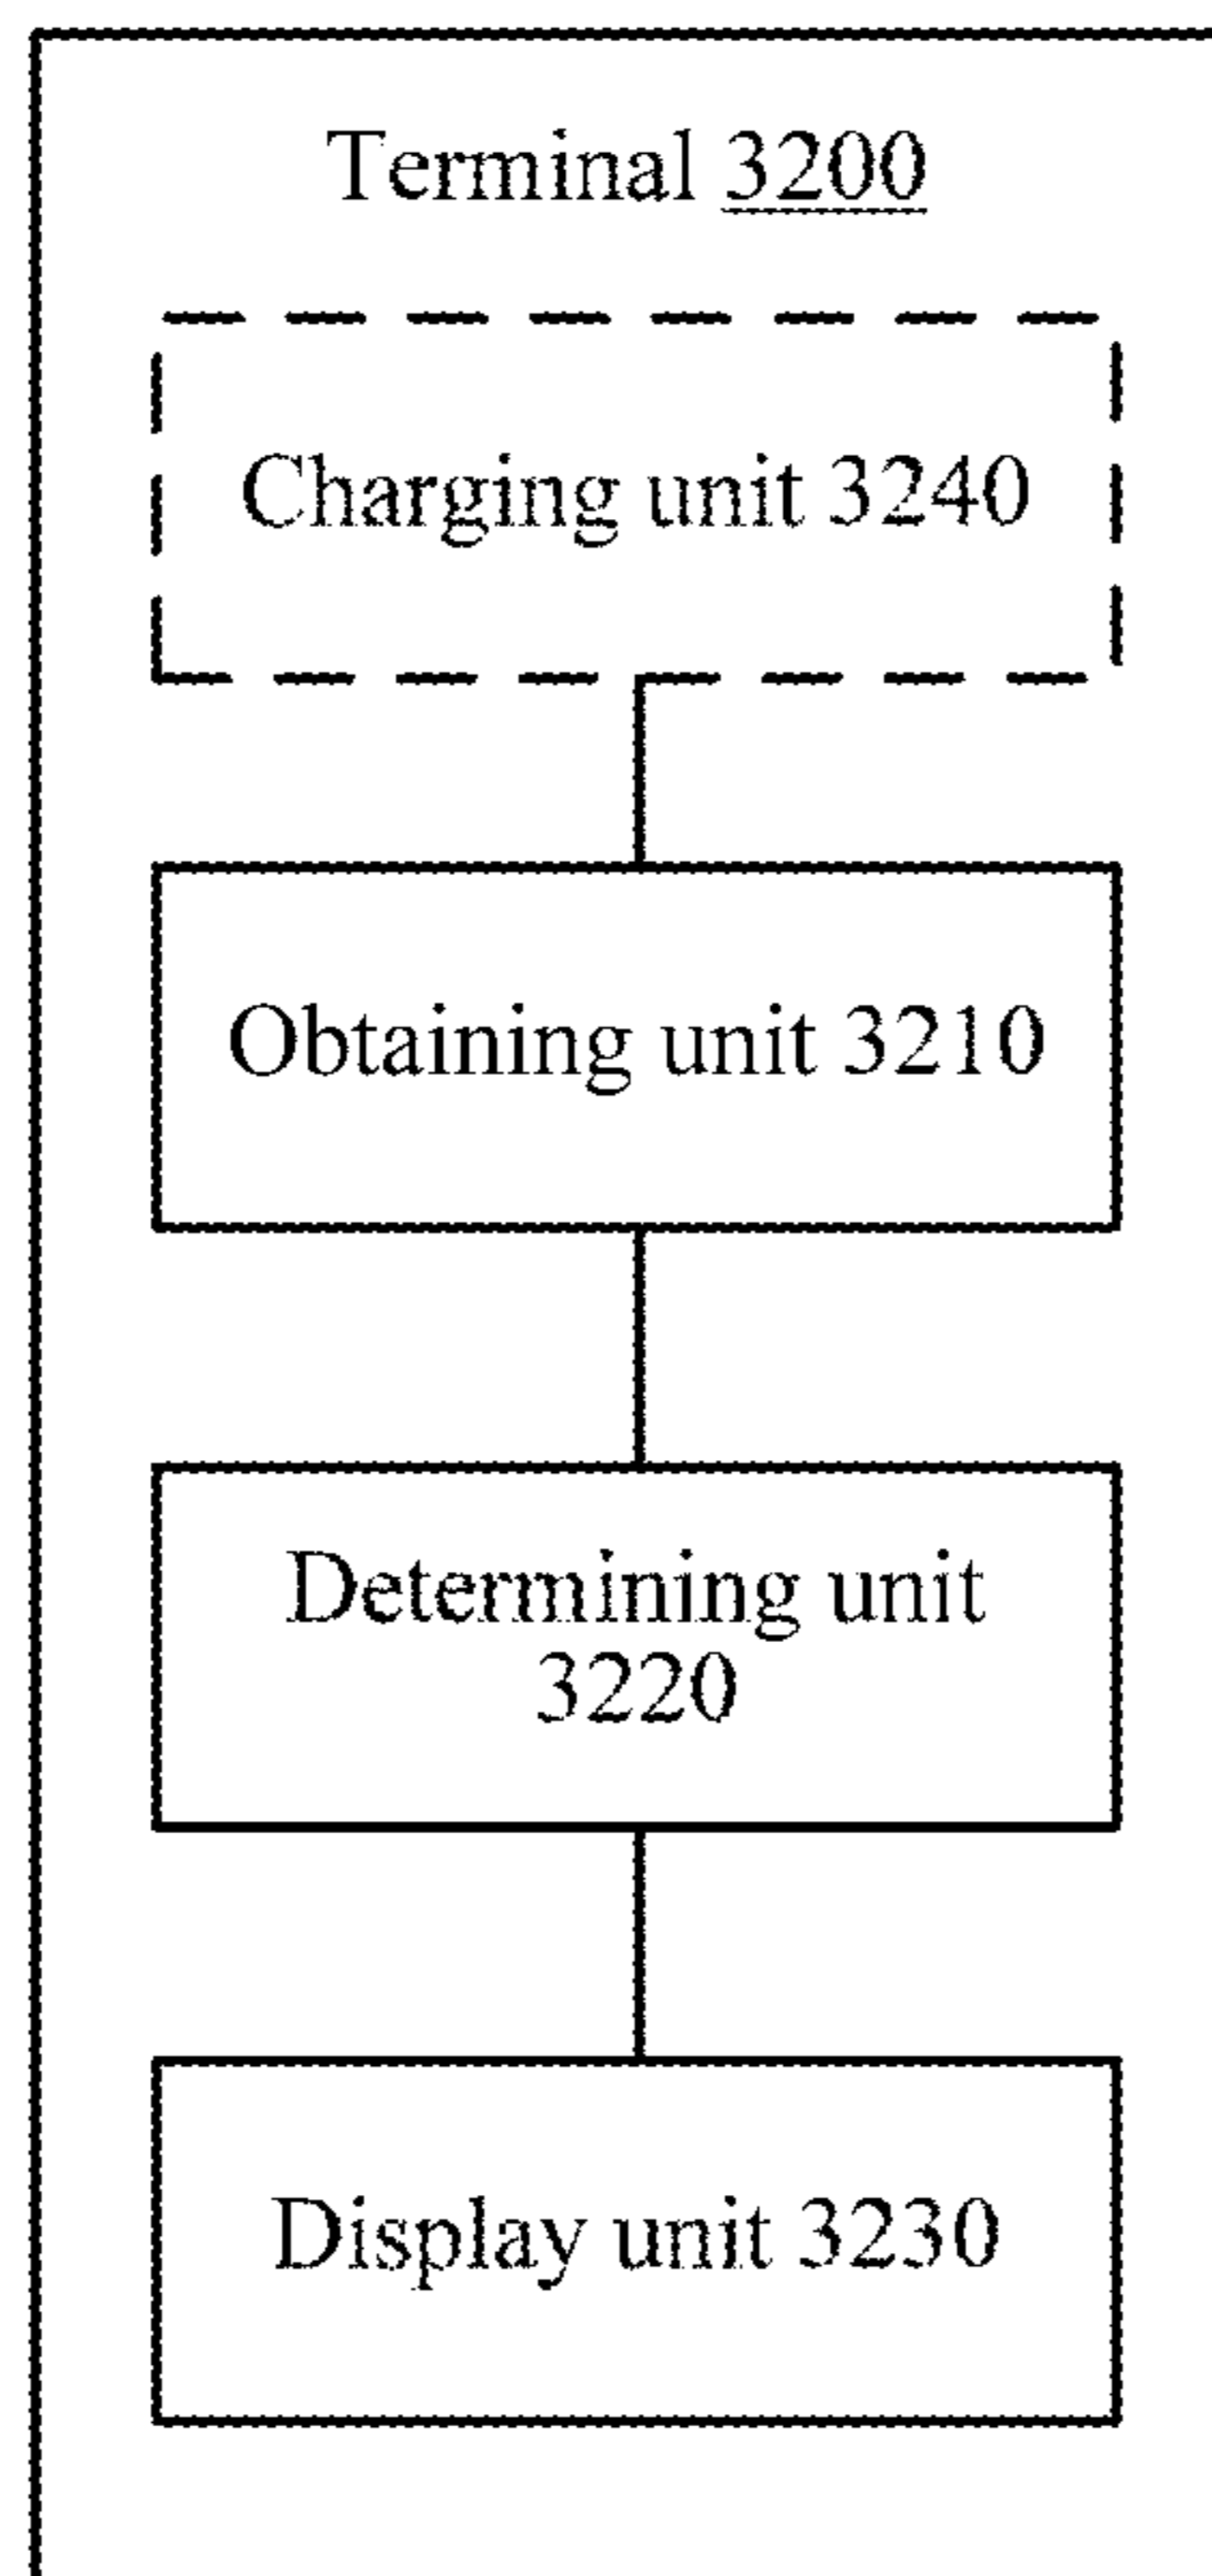 Terminal 3200
Charging unit 3240
Obtaining unit 3210
Determining unit
3220
Display unit 3230